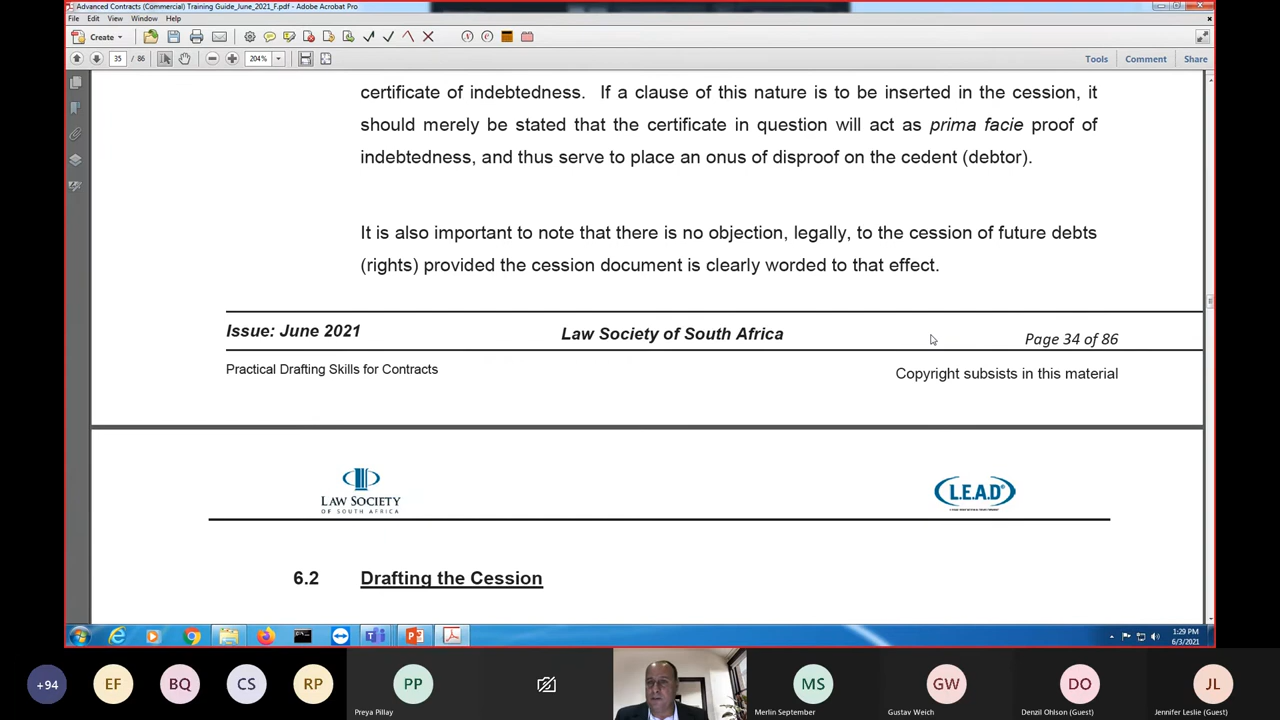 Advanced Contracts (Commercial) Training Guide_June_2021_F.pdf - Adobe Acrobat Pro
File Edit View Window Help
Create
35 / 86 204% Tools Comment Share
certificate of indebtedness. If a clause of this nature is to be inserted in the cession, it
should merely be stated that the certificate in question will act as prima facie proof of
indebtedness, and thus serve to place an onus of disproof on the cedent (debtor).
It is also important to note that there is no objection, legally, to the cession of future debts
(rights) provided the cession document is clearly worded to that effect.
Issue: June 2021 Law Society of South Africa Page 34 of 86
Practical Drafting Skills for Contracts Copyright subsists in this material
LAW SOCIETY
OF SOUTH AFRICA
L.E.A.D
6.2 Drafting the Cession
1:29 PM
6/3/2021
+94 EF BQ CS RP PP MS GW DO JL
Preya Pillay Merlin September Gustav Weich Denzil Ohlson (Guest) Jennifer Leslie (Guest)